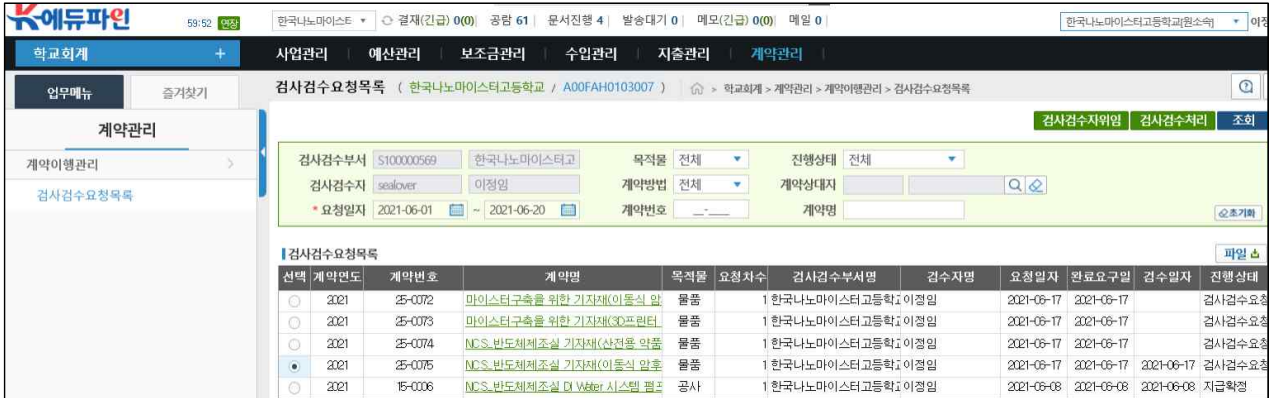 K-에듀파인 59:52 연장 한국나노마이스터 결재(긴급) 0(0) 공람 61 문서진행 4 발송대기 0 메모(긴급) 0(0) 메일 0 한국나노마이스터고등학교[원소속] 이정
학교회계 + 사업관리 예산관리 보조금관리 수입관리 지출관리 계약관리
업무메뉴 즐겨찾기 검사검수요청목록 ( 한국나노마이스터고등학교 / A00FAH0103007 ) > 학교회계 > 계약관리 > 계약이행관리 > 검사검수요청목록
계약관리
검사검수자위임 검사검수처리 조회
계약이행관리
검사검수요청목록
검사검수부서 S100000569 한국나노마이스터고 목적물 전체 진행상태 전체
검사검수자 sealover 이정임 계약방법 전체 계약상대자
* 요청일자 2021-06-01 ~ 2021-06-20 계약번호 __-____ 계약명 초기화
검사검수요청목록 파일
선택 계약연도 계약번호 계약명 목적물 요청차수 검사검수부서명 검수자명 요청일자 완료요구일 검수일자 진행상태
2021 25-0072 마이스터구축을 위한 기자재(이동식 암 물품 1 한국나노마이스터고등학교 이정임 2021-06-17 2021-06-17 검사검수요청
2021 25-0073 마이스터구축을 위한 기자재(3D프린터 물품 1 한국나노마이스터고등학교 이정임 2021-06-17 2021-06-17 검사검수요청
2021 25-0074 NCS_반도체제조실 기자재(산전용 약품 물품 1 한국나노마이스터고등학교 이정임 2021-06-17 2021-06-17 검사검수요청
2021 25-0075 NCS_반도체제조실 기자재(이동식 암후 물품 1 한국나노마이스터고등학교 이정임 2021-06-17 2021-06-17 2021-06-17 검사검수요청
2021 15-0006 NCS_반도체제조실 DI Water 시스템 펌프 공사 1 한국나노마이스터고등학교 이정임 2021-06-08 2021-06-08 2021-06-08 지급확정